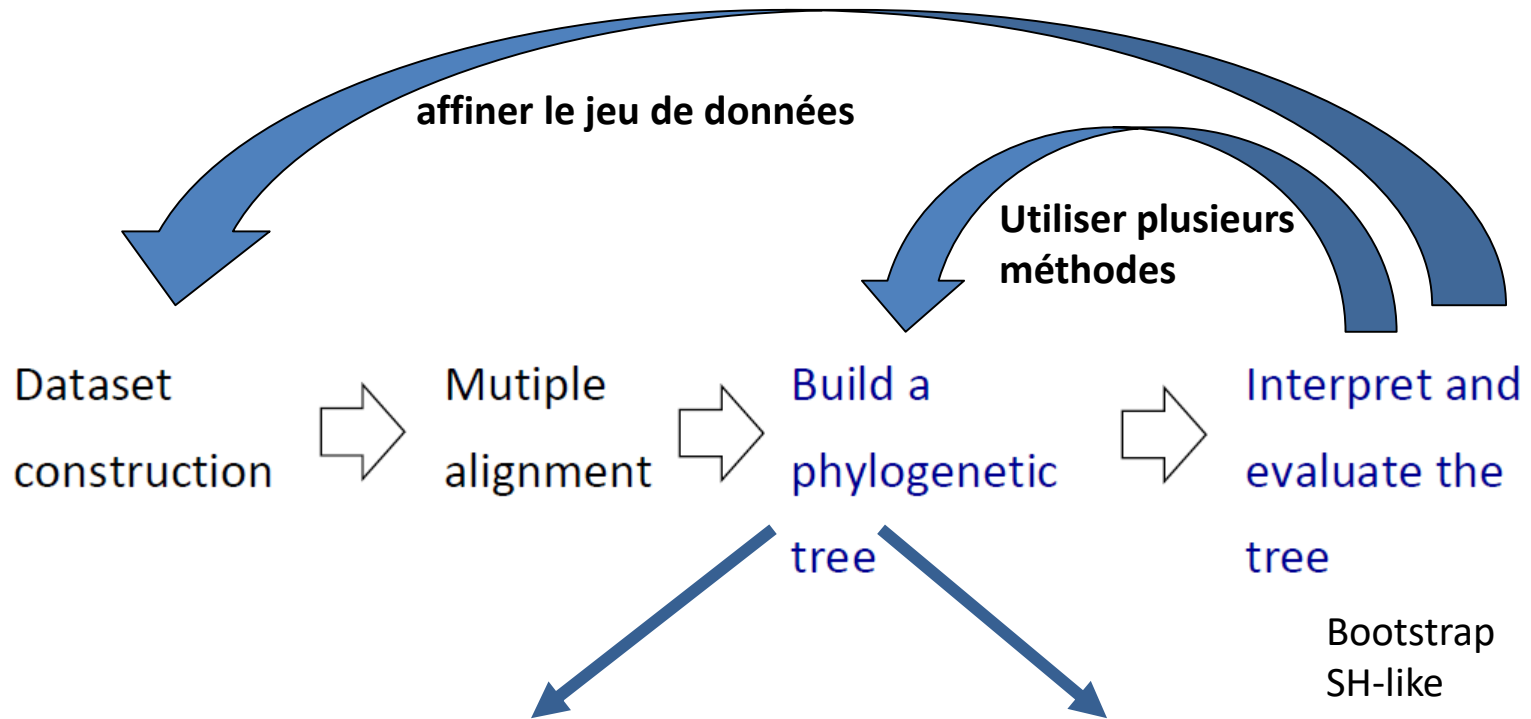 affiner le jeu de données
Utiliser plusieurs
méthodes
Dataset
construction
Mutiple
alignment
Build a
phylogenetic
tree
Interpret and
evaluate the
tree
Bootstrap
SH-like